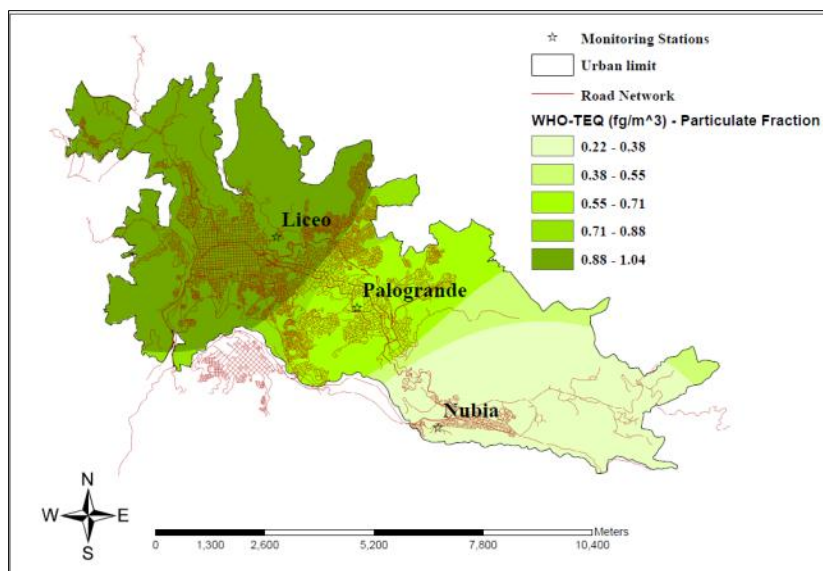 Monitoring Stations
Urban limit
Road Network
WHO-TEQ (fg/m^3) - Particulate Fraction
0.22 - 0.38
0.38 - 0.55
0.55 - 0.71
0.71 - 0.88
0.88 - 1.04
Liceo
Palogrande
Nubia
N
W E
S
Meters
0 1,300 2,600 5,200 7,800 10,400